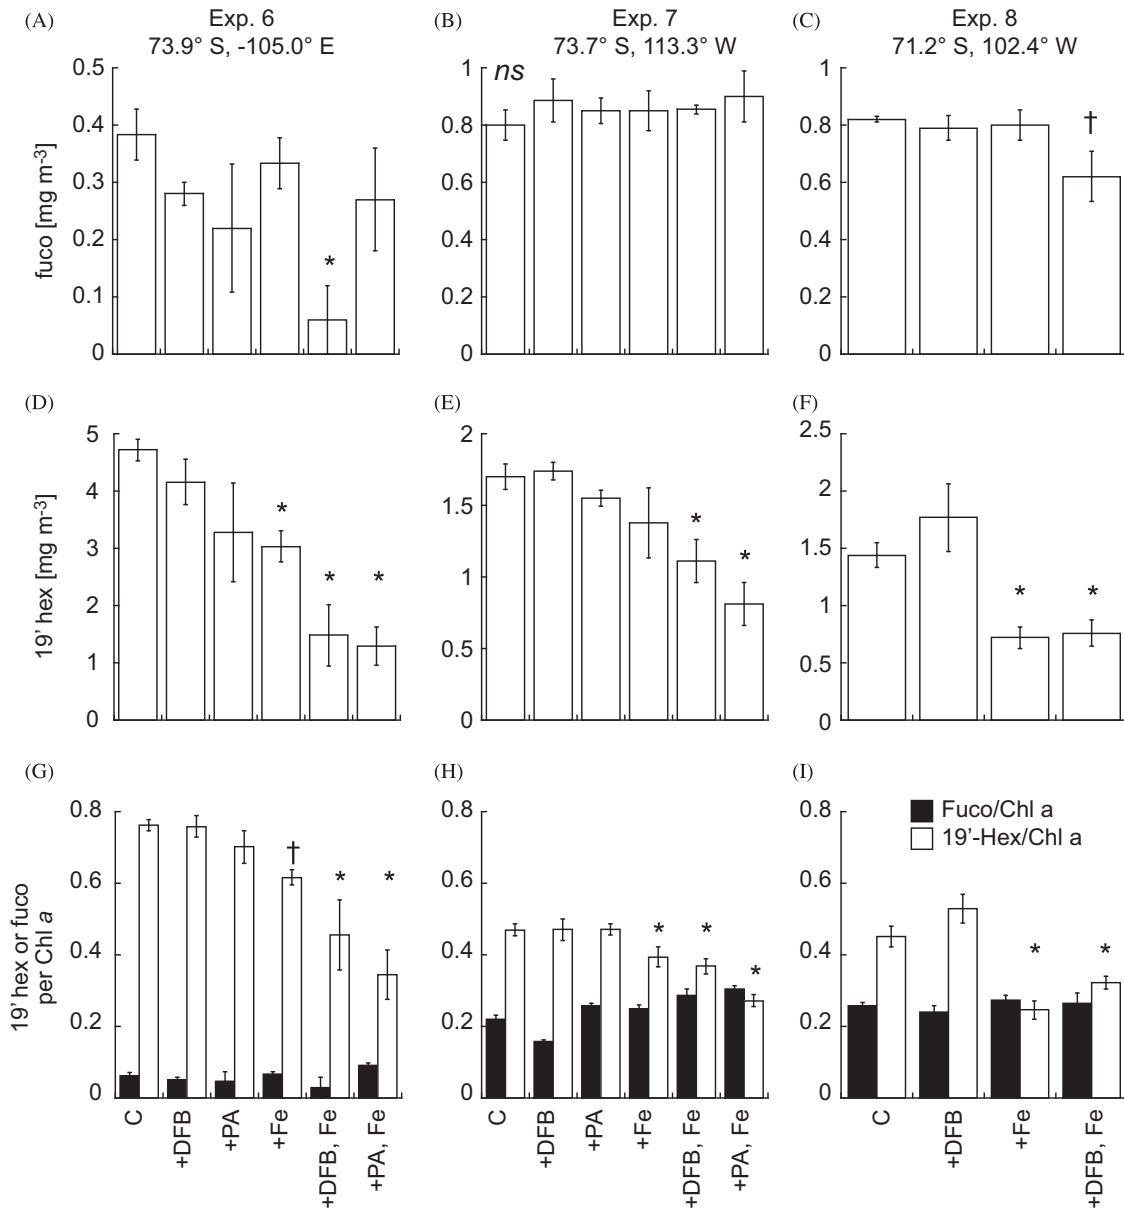 (A) Exp. 6 (B) Exp. 7 (C) Exp. 8
73.9° S, -105.0° E 73.7° S, 113.3° W 71.2° S, 102.4° W
fuco [mg m-3]
0.5
0.4
0.3
0.2
0.1
0
*
1
0.8
0.6
0.4
0.2
0
ns
1
0.8
0.6
0.4
0.2
0
†
(D) (E) (F)
19' hex [mg m-3]
5
4
3
2
1
0
* * *
2
1.5
1
0.5
0
* *
2.5
2
1.5
1
0.5
0
* *
(G) (H) (I)
19' hex or fuco
per Chl a
0.8
0.6
0.4
0.2
0
† * *
0.8
0.6
0.4
0.2
0
* * *
0.8
0.6
0.4
0.2
0
* *
Fuco/Chl a
19'-Hex/Chl a
C
+DFB
+PA
+Fe
+DFB, Fe
+PA, Fe
C
+DFB
+PA
+Fe
+DFB, Fe
+PA, Fe
C
+DFB
+Fe
+DFB, Fe